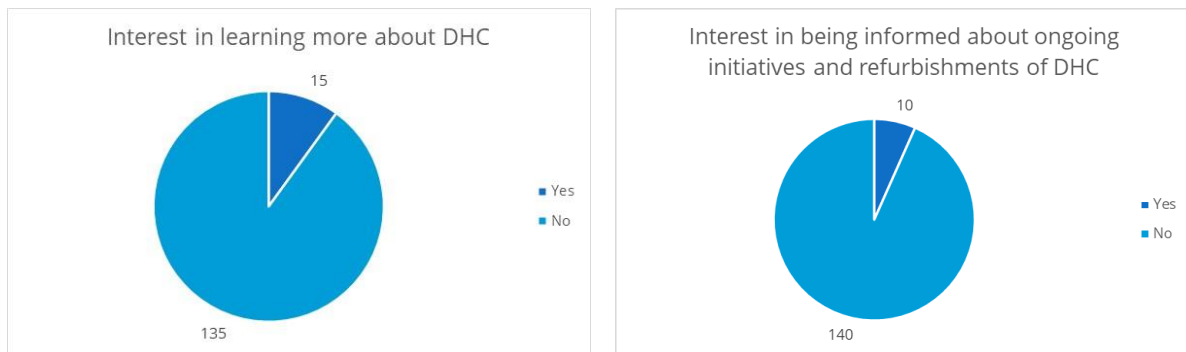 Interest in learning more about DHC
15
Yes
No
135
Interest in being informed about ongoing
initiatives and refurbishments of DHC
10
Yes
No
140